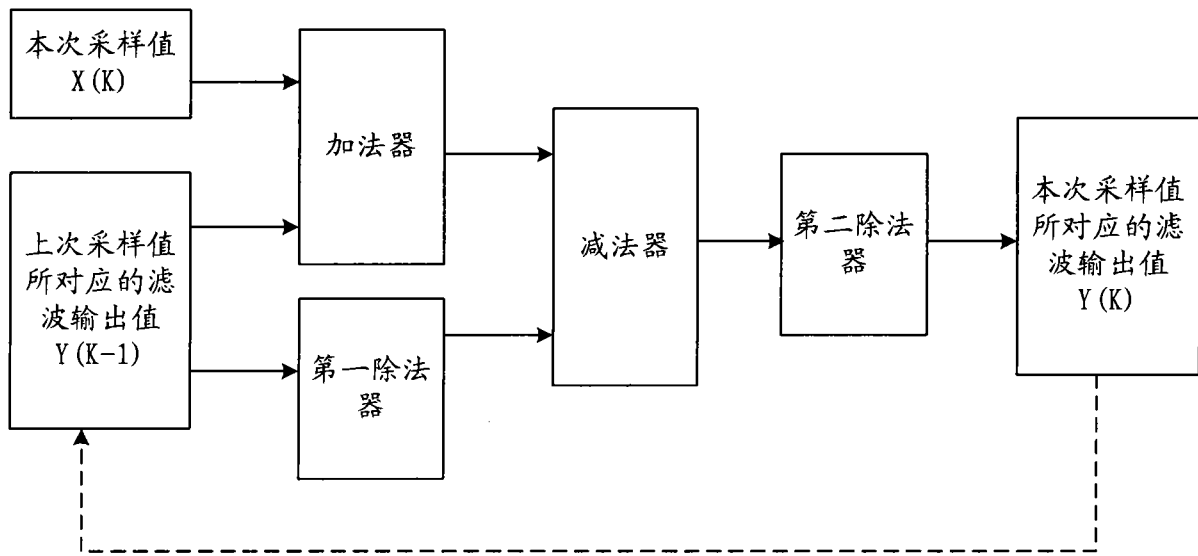 本次采样值
X(K)
加法器
上次采样值
所对应的滤
波输出值
Y(K-1)
第一除法
器
减法器
第二除法
器
本次采样值
所对应的滤
波输出值
Y(K)